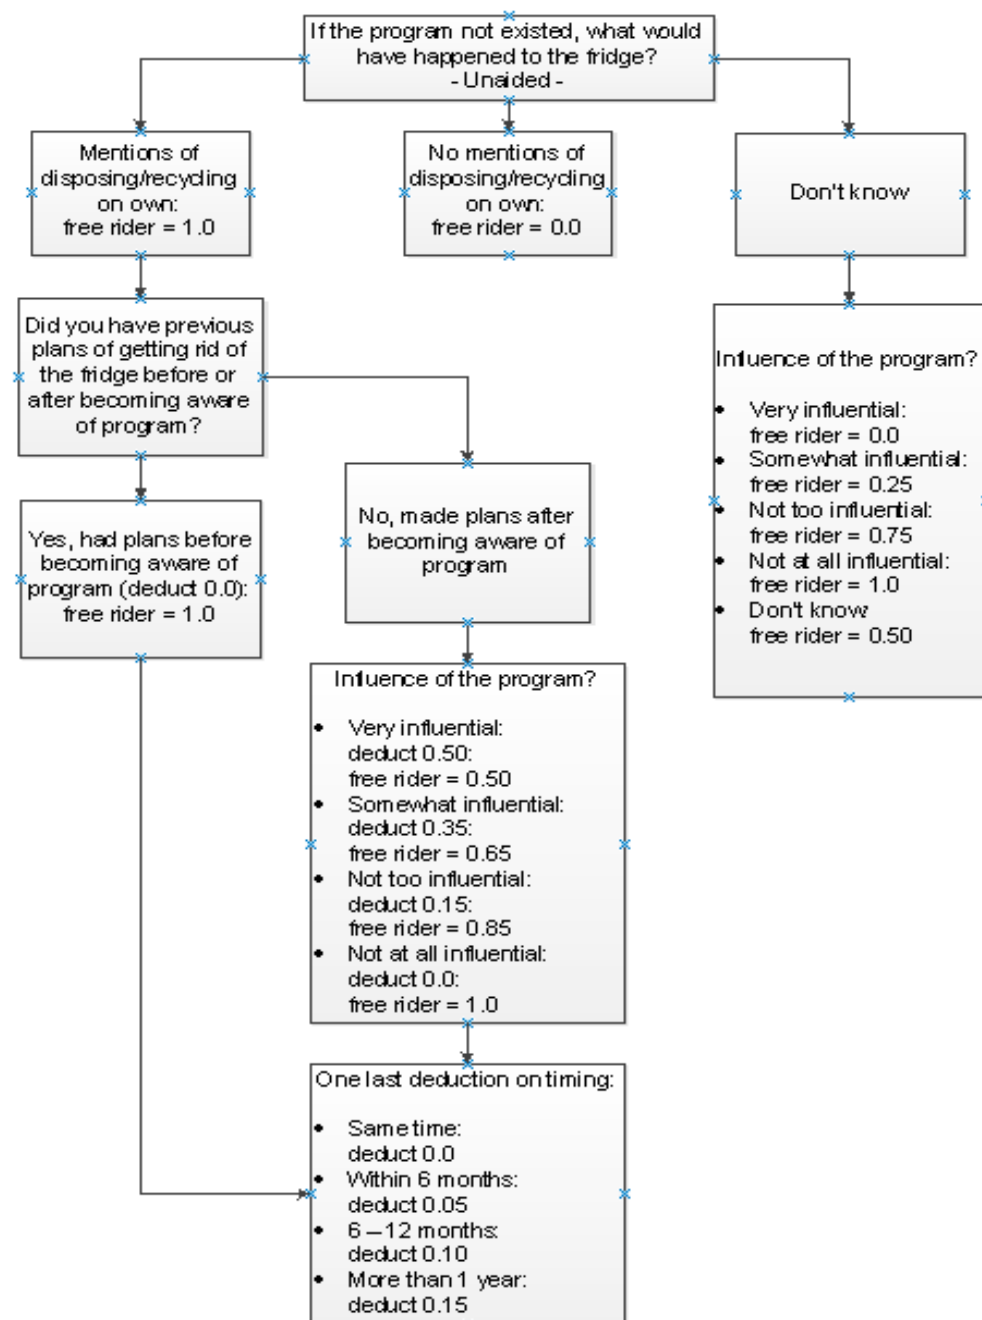 If the program not existed, what would
have happened to the fridge?
- Unaided -
Mentions of
disposing/recycling
on own:
free rider = 1.0
No mentions of
disposing/recycling
on own:
free rider = 0.0
Don't know
Did you have previous
plans of getting rid of
the fridge before or
after becoming aware
of program?
Influence of the program?
• Very influential:
free rider = 0.0
• Somewhat influential:
free rider = 0.25
• Not too influential:
free rider = 0.75
• Not at all influential:
free rider = 1.0
• Don't know
free rider = 0.50
Yes, had plans before
becoming aware of
program (deduct 0.0):
free rider = 1.0
No, made plans after
becoming aware of
program
Influence of the program?
• Very influential:
deduct 0.50:
free rider = 0.50
• Somewhat influential:
deduct 0.35:
free rider = 0.65
• Not too influential:
deduct 0.15:
free rider = 0.85
• Not at all influential:
deduct 0.0:
free rider = 1.0
One last deduction on timing:
• Same time:
deduct 0.0
• Within 6 months:
deduct 0.05
• 6 – 12 months:
deduct 0.10
• More than 1 year:
deduct 0.15